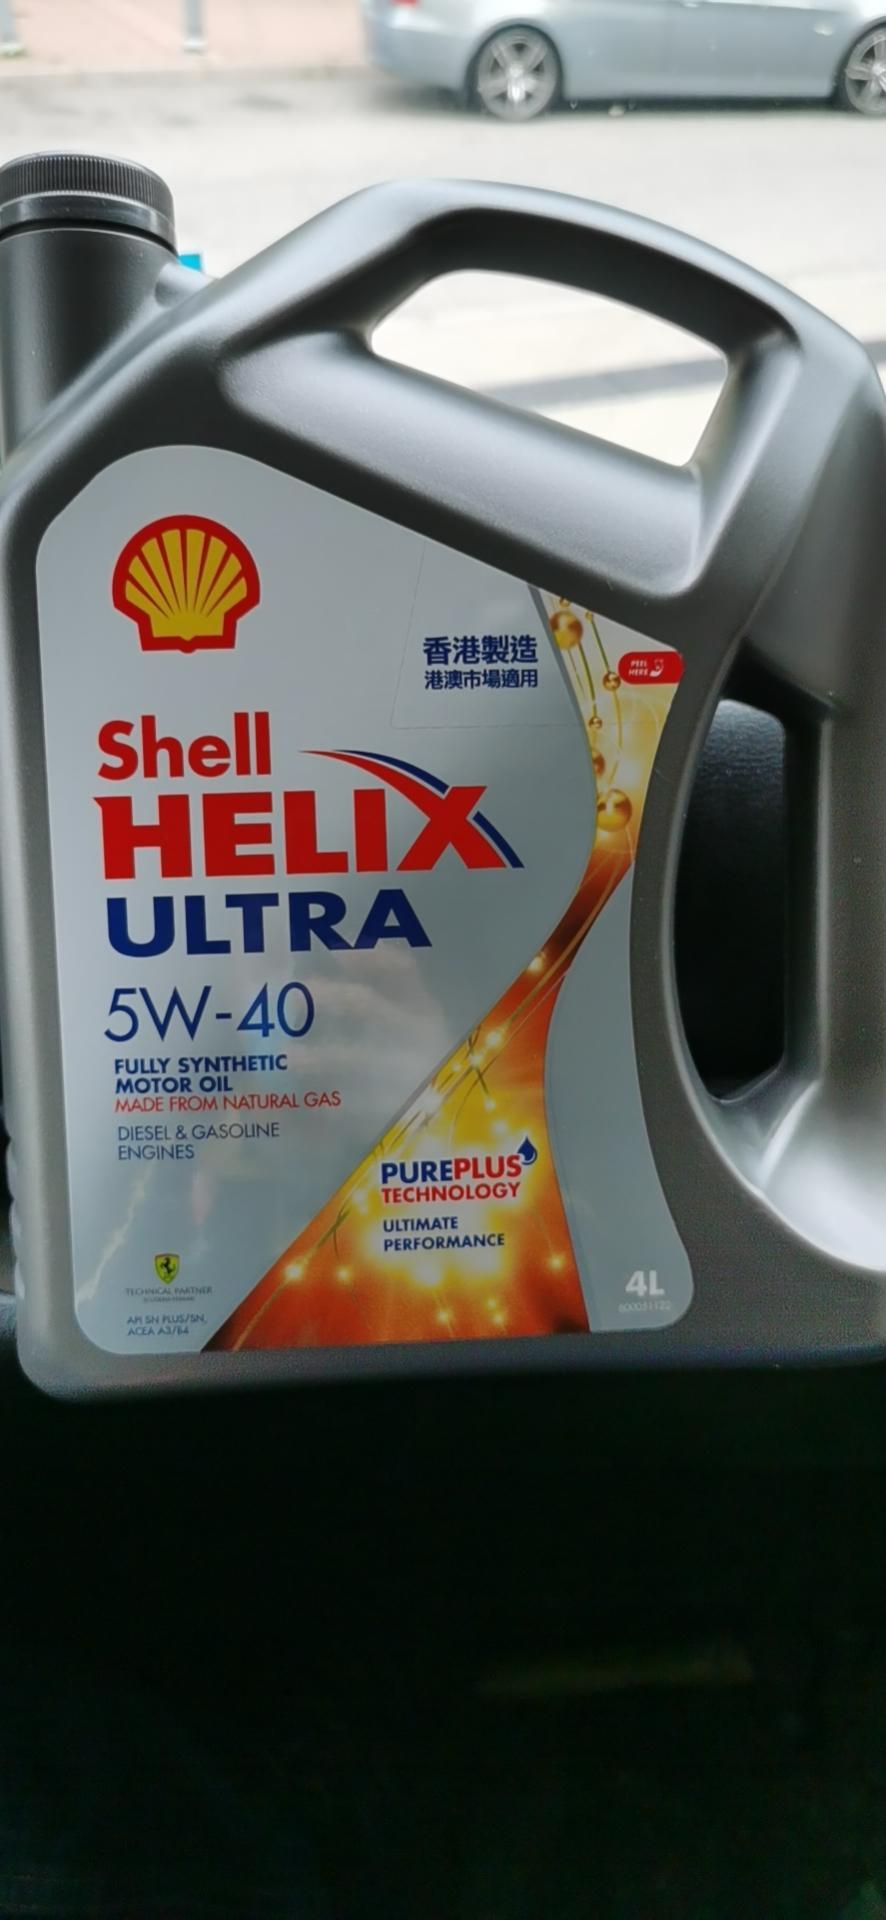 香港製造
港澳市場適用
PEEL
HERE
Shell
HELIX
ULTRA
5W-40
FULLY SYNTHETIC
MOTOR OIL
MADE FROM NATURAL GAS
DIESEL & GASOLINE
ENGINES
PUREPLUS
TECHNOLOGY
ULTIMATE
PERFORMANCE
TECHNICAL PARTNER
API SN PLUS/SN,
ACEA A3/B4
4L